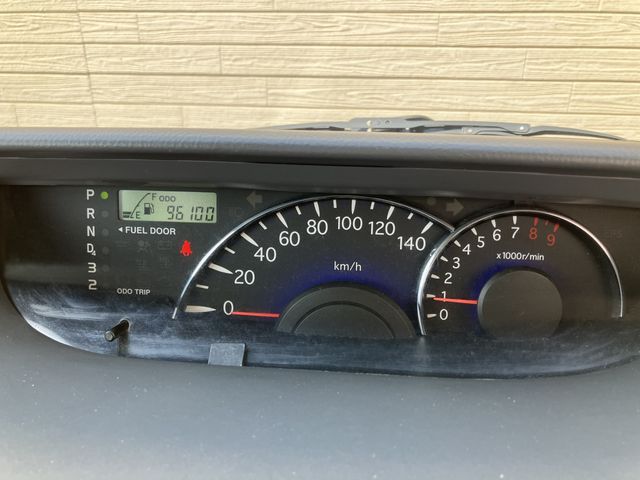 P
R
N
D4
3
2
F000
E
96100
◄ FUEL DOOR
ODO TRIP
0 20 40 60 80 100 120 140
km/h
0 1 2 3 4 5 6 7 8 9
x1000r/min